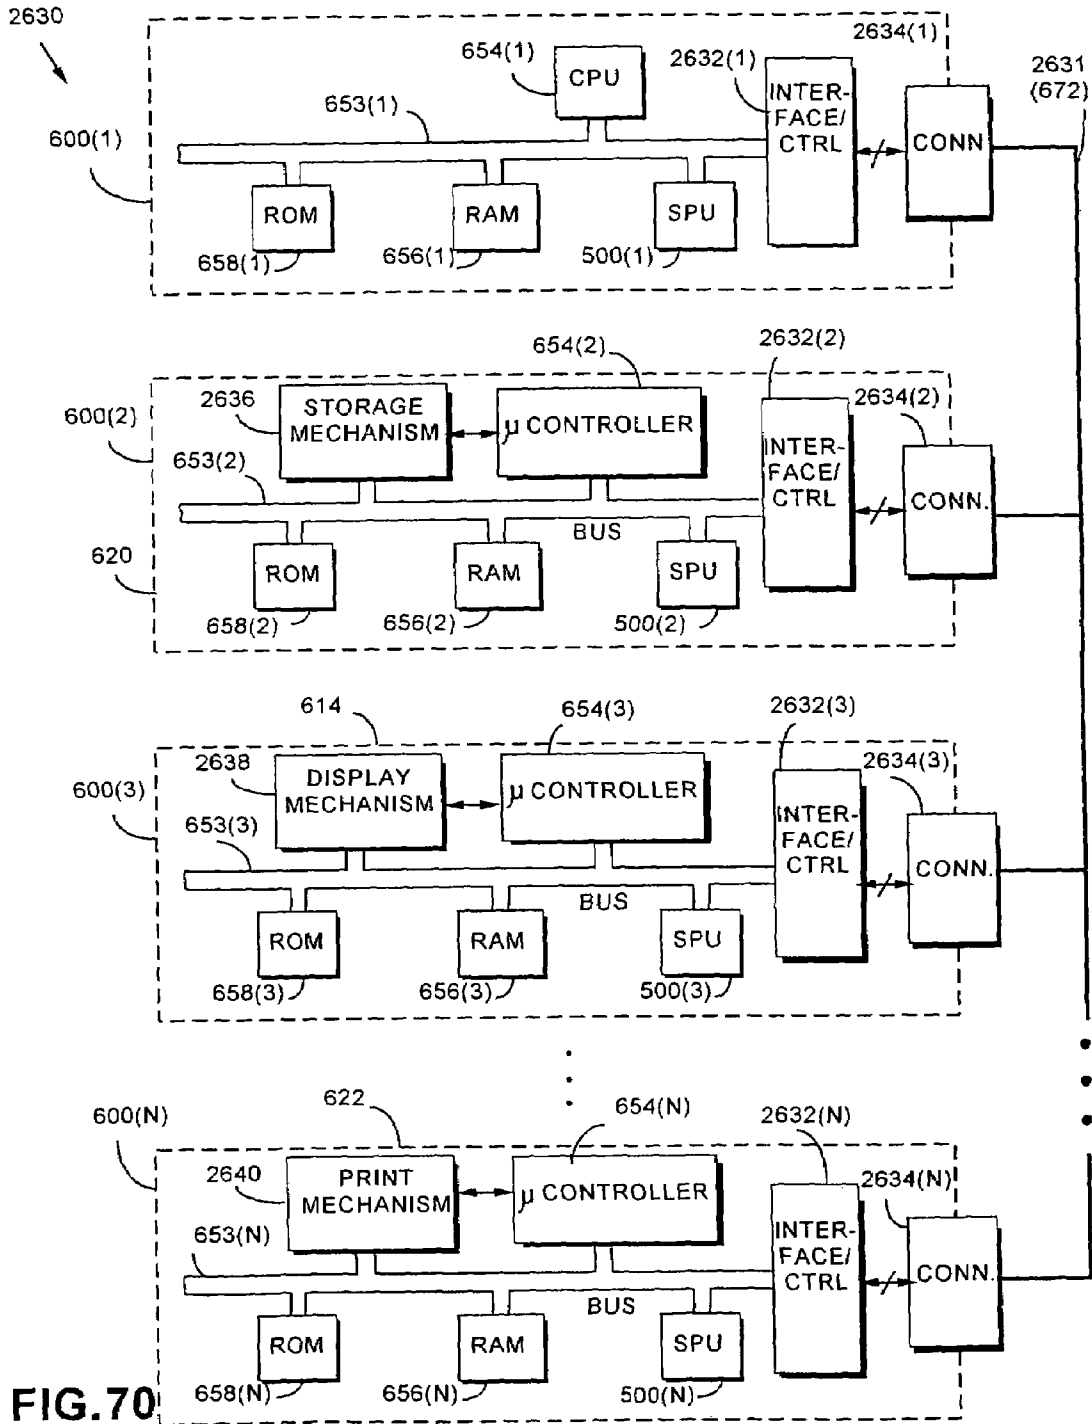 2630
2634(1)
654(1)
2632(1)
2631
(672)
CPU
INTER-
FACE/
CTRL
653(1)
600(1)
CONN
ROM
RAM
SPU
658(1)
656(1)
500(1)
654(2)
2632(2)
600(2)
2636
STORAGE
MECHANISM
μ CONTROLLER
2634(2)
653(2)
INTER-
FACE/
CTRL
CONN.
BUS
620
ROM
RAM
SPU
658(2)
656(2)
500(2)
614
654(3)
2632(3)
2638
DISPLAY
MECHANISM
μ CONTROLLER
2634(3)
600(3)
653(3)
INTER-
FACE/
CTRL
CONN.
BUS
ROM
RAM
SPU
658(3)
656(3)
500(3)
622
654(N)
2632(N)
600(N)
2640
PRINT
MECHANISM
μ CONTROLLER
2634(N)
653(N)
INTER-
FACE/
CTRL
CONN.
BUS
ROM
RAM
SPU
658(N)
656(N)
500(N)
FIG.70